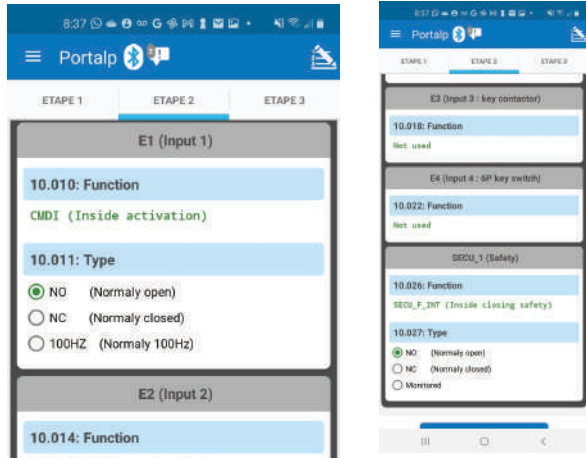 8:37
Portalp
ETAPE 1 ETAPE 2 ETAPE 3
E1 (Input 1)
10.010: Function
CMDI (Inside activation)
10.011: Type
NO (Normaly open)
NC (Normaly closed)
100HZ (Normaly 100Hz)
E2 (Input 2)
10.014: Function
8:37
Portalp
ETAPE 1 ETAPE 2 ETAPE 3
E3 (Input 3 : key contactor)
10.018: Function
Not used
E4 (Input 4 : 6P key switch)
10.022: Function
Not used
SECU_1 (Safety)
10.026: Function
SECU_F_INT (Inside closing safety)
10.027: Type
NO (Normaly open)
NC (Normaly closed)
Monitored